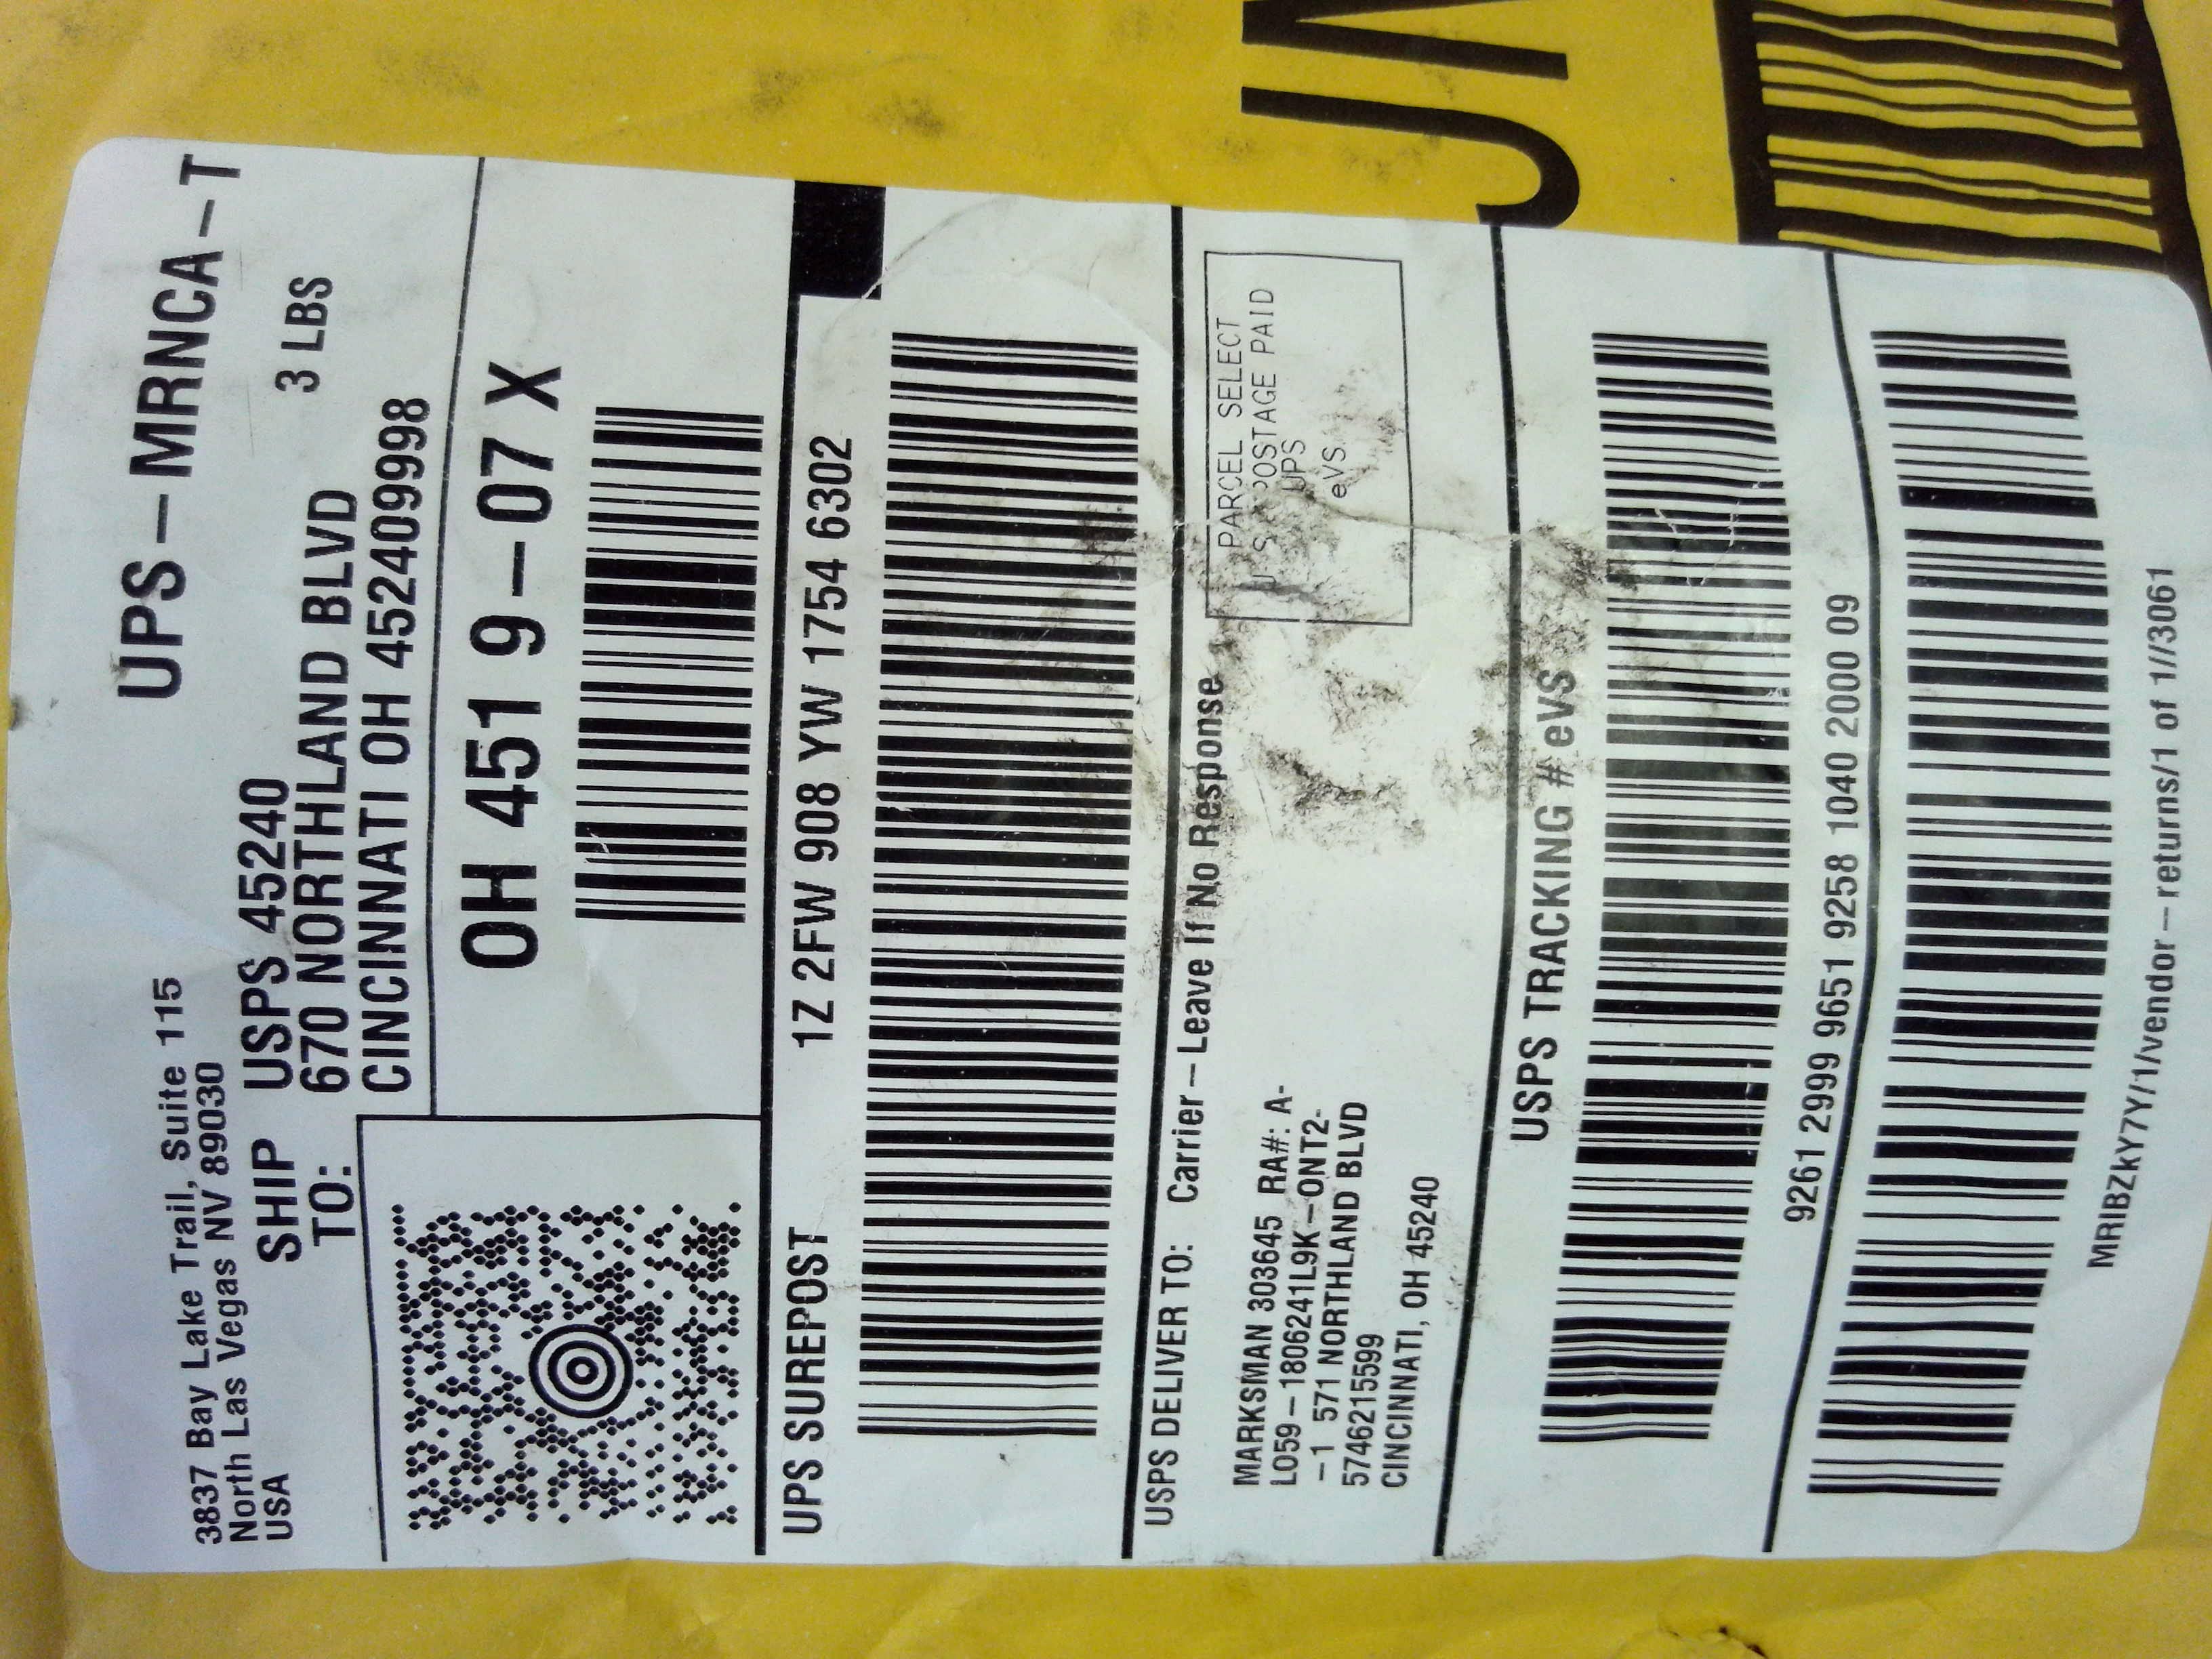 UPS – MRNCA – T
3837 Bay Lake Trail, Suite 115
North Las Vegas NV 89030
USA
3 LBS
SHIP TO:
USPS 45240
670 NORTHLAND BLVD
CINCINNATI OH 452409998
OH 451 9 – 07 X
UPS SUREPOST
1Z 2FW 908 YW 1754 6302
USPS DELIVER TO: Carrier – Leave If No Response
MARKSMAN 303645 RA#: A-
LO59 – 1806241L9K – ONT2-
– 1 571 NORTHLAND BLVD
5746215599
CINCINNATI, OH 45240
PARCEL SELECT
U S POSTAGE PAID
UPS
eVS
USPS TRACKING # eVS
9261 2999 9651 9258 1040 2000 09
MRIBZkY7Y/1/vendor – returns/1 of 1//3061